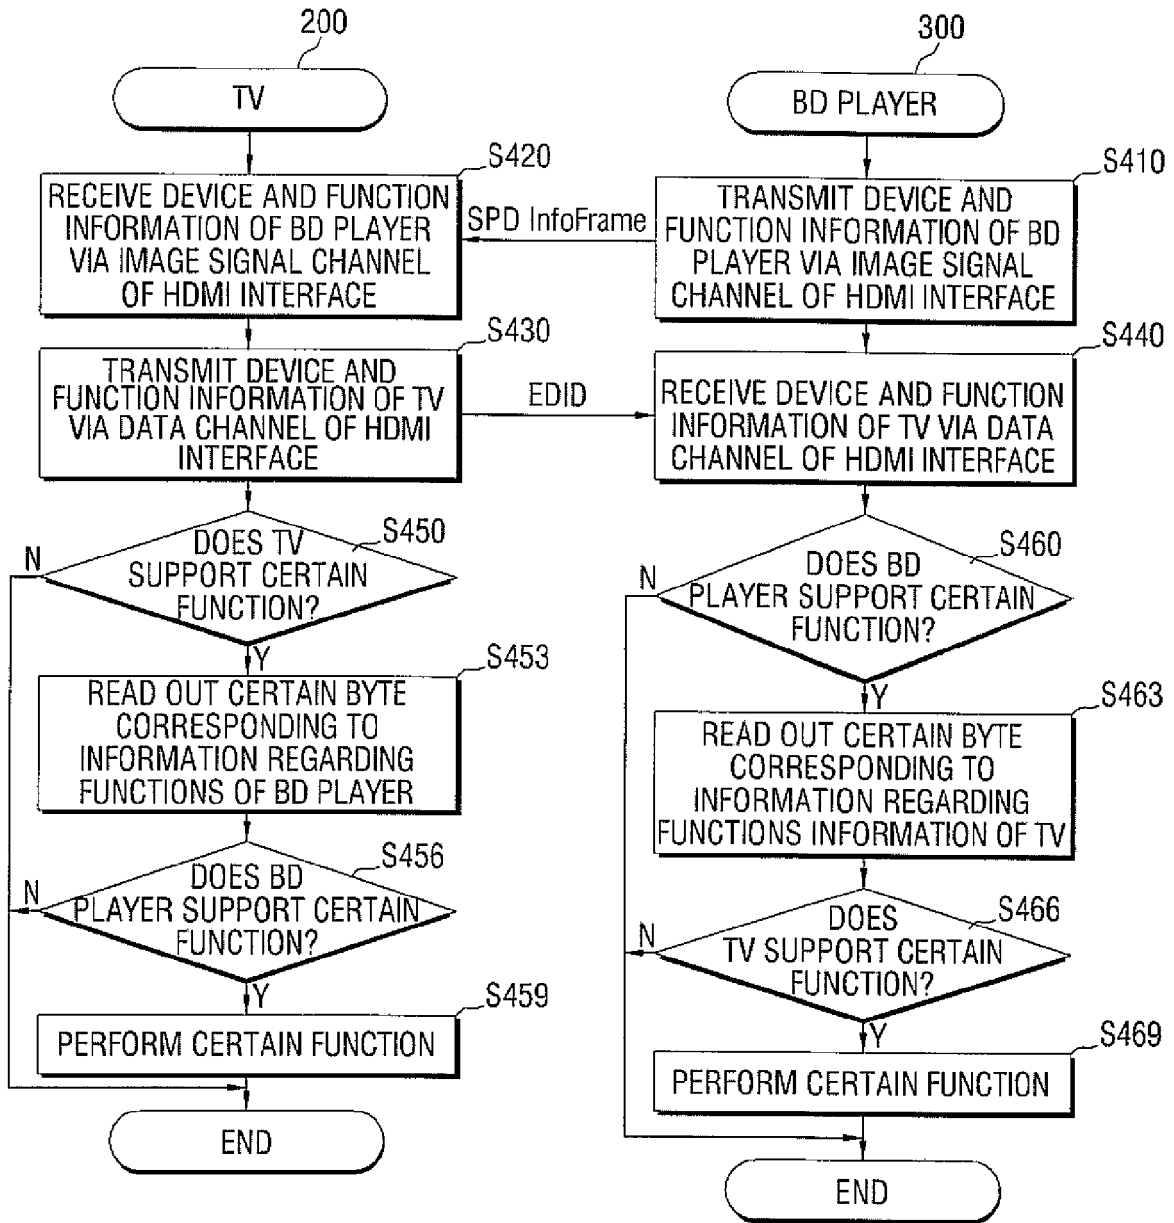 200
TV
S420
RECEIVE DEVICE AND FUNCTION
INFORMATION OF BD PLAYER
VIA IMAGE SIGNAL CHANNEL
OF HDMI INTERFACE
SPD InfoFrame
S430
TRANSMIT DEVICE AND
FUNCTION INFORMATION OF TV
VIA DATA CHANNEL OF HDMI
INTERFACE
EDID
S450
DOES TV
SUPPORT CERTAIN
FUNCTION?
N
Y
S453
READ OUT CERTAIN BYTE
CORRESPONDING TO
INFORMATION REGARDING
FUNCTIONS OF BD PLAYER
S456
DOES BD
PLAYER SUPPORT CERTAIN
FUNCTION?
N
Y
S459
PERFORM CERTAIN FUNCTION
END
300
BD PLAYER
S410
TRANSMIT DEVICE AND
FUNCTION INFORMATION OF BD
PLAYER VIA IMAGE SIGNAL
CHANNEL OF HDMI INTERFACE
S440
RECEIVE DEVICE AND FUNCTION
INFORMATION OF TV VIA DATA
CHANNEL OF HDMI INTERFACE
S460
DOES BD
PLAYER SUPPORT CERTAIN
FUNCTION?
N
Y
S463
READ OUT CERTAIN BYTE
CORRESPONDING TO
INFORMATION REGARDING
FUNCTIONS INFORMATION OF TV
S466
DOES
TV SUPPORT CERTAIN
FUNCTION?
N
Y
S469
PERFORM CERTAIN FUNCTION
END